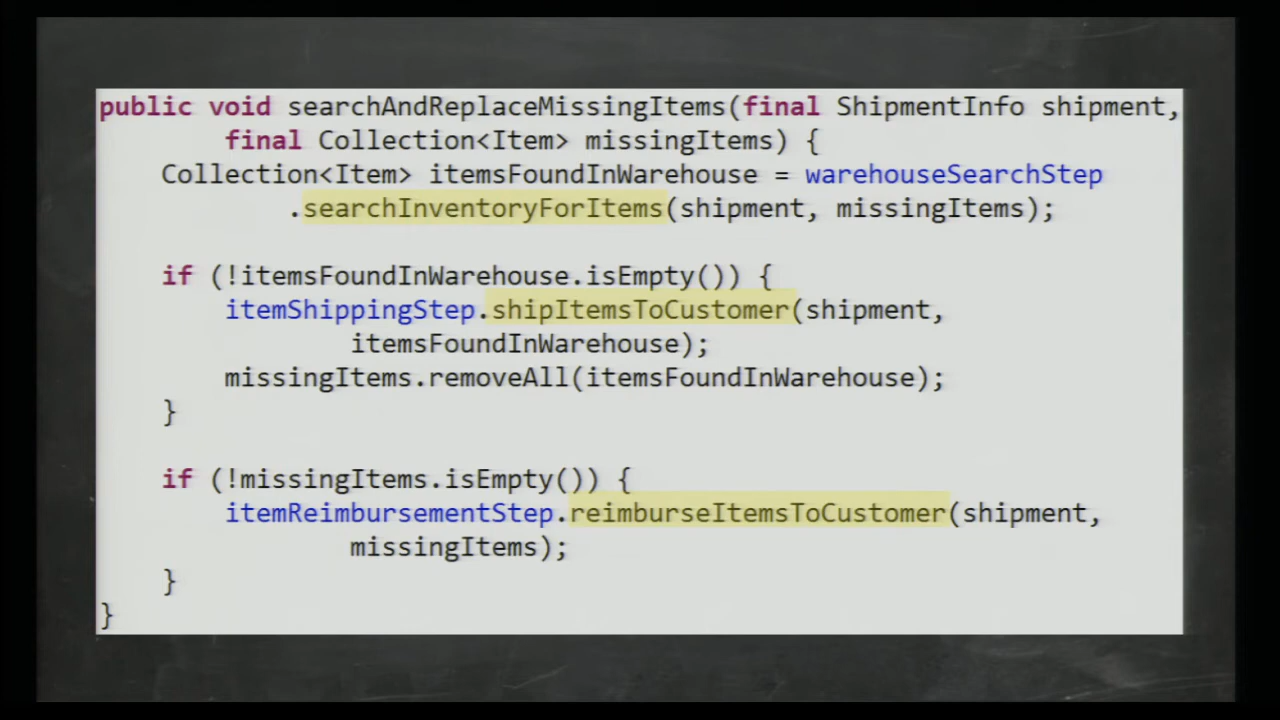 public void searchAndReplaceMissingItems(final ShipmentInfo shipment,
        final Collection<Item> missingItems) {
    Collection<Item> itemsFoundInWarehouse = warehouseSearchStep
            .searchInventoryForItems(shipment, missingItems);

    if (!itemsFoundInWarehouse.isEmpty()) {
        itemShippingStep.shipItemsToCustomer(shipment,
                itemsFoundInWarehouse);
        missingItems.removeAll(itemsFoundInWarehouse);
    }

    if (!missingItems.isEmpty()) {
        itemReimbursementStep.reimburseItemsToCustomer(shipment,
                missingItems);
    }
}